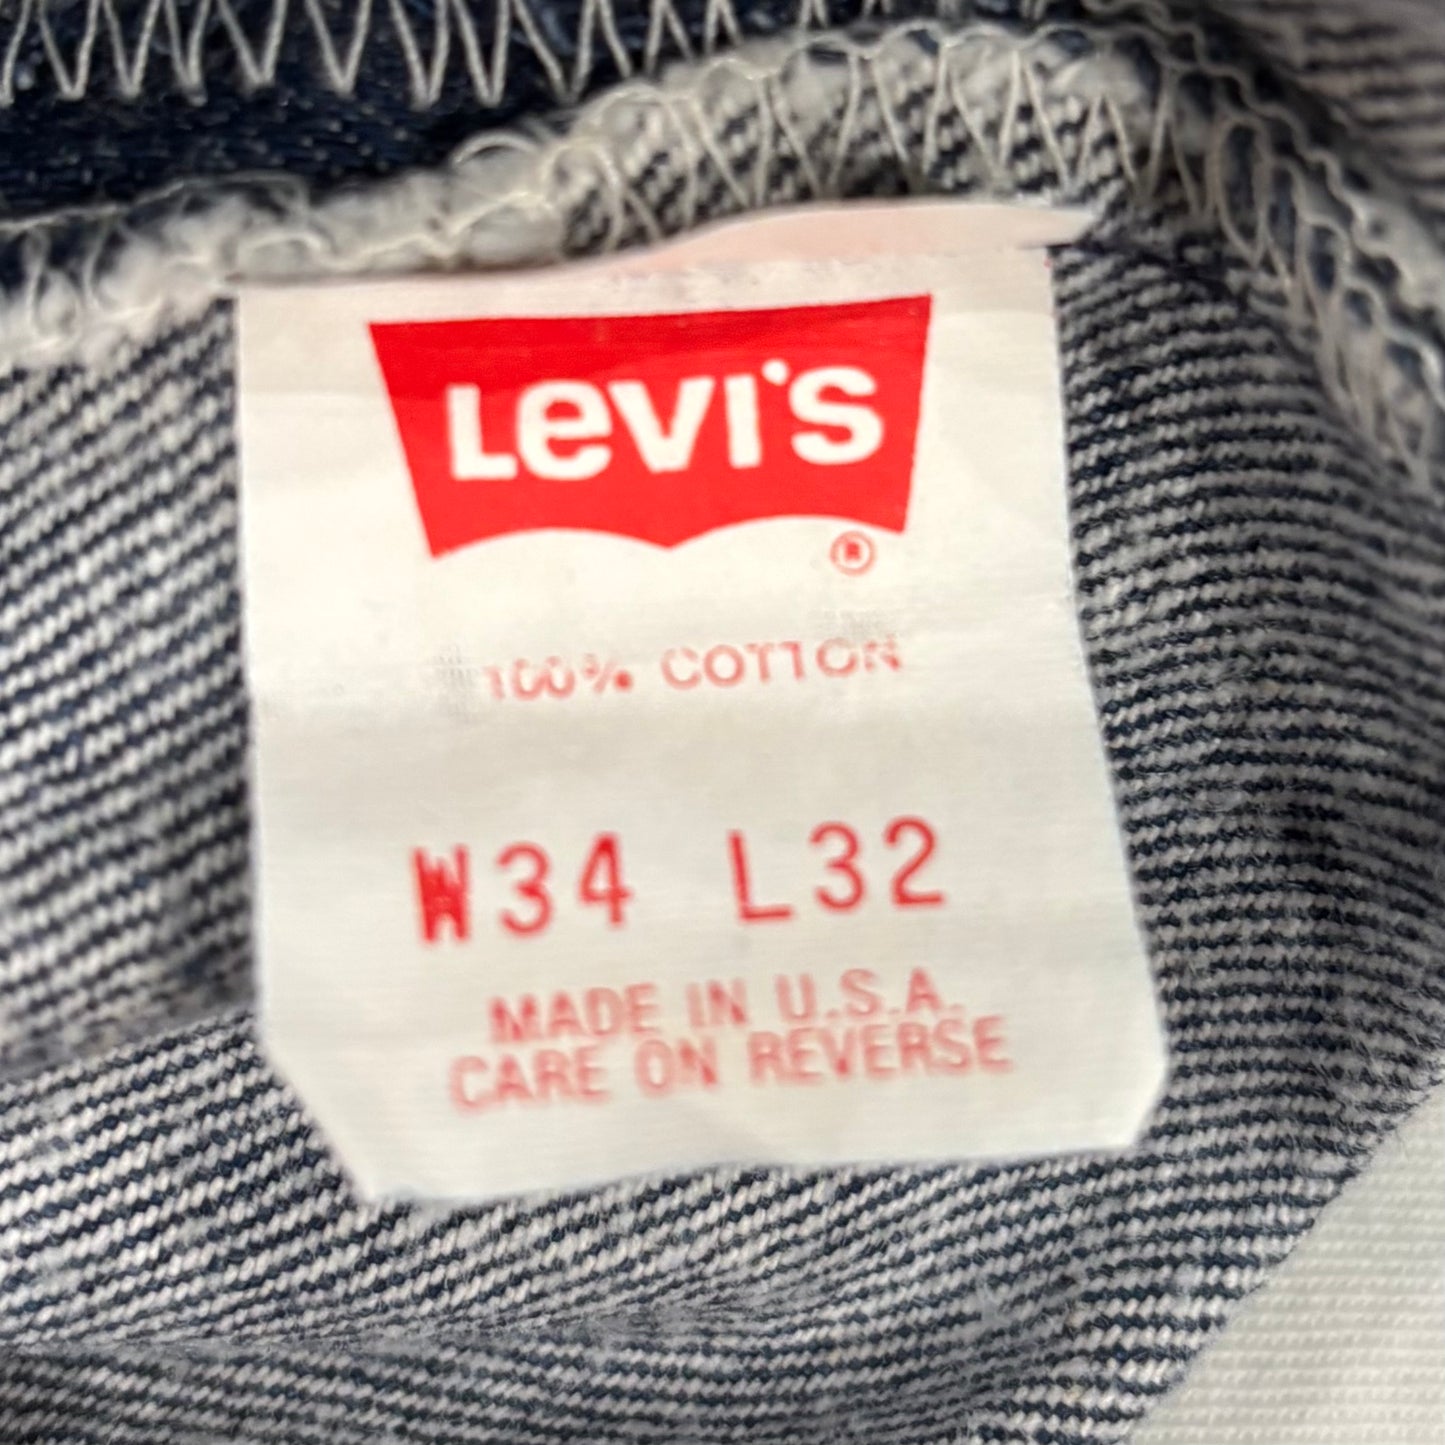 Levi's
®
100% COTTON
W34 L32
MADE IN U.S.A.
CARE ON REVERSE